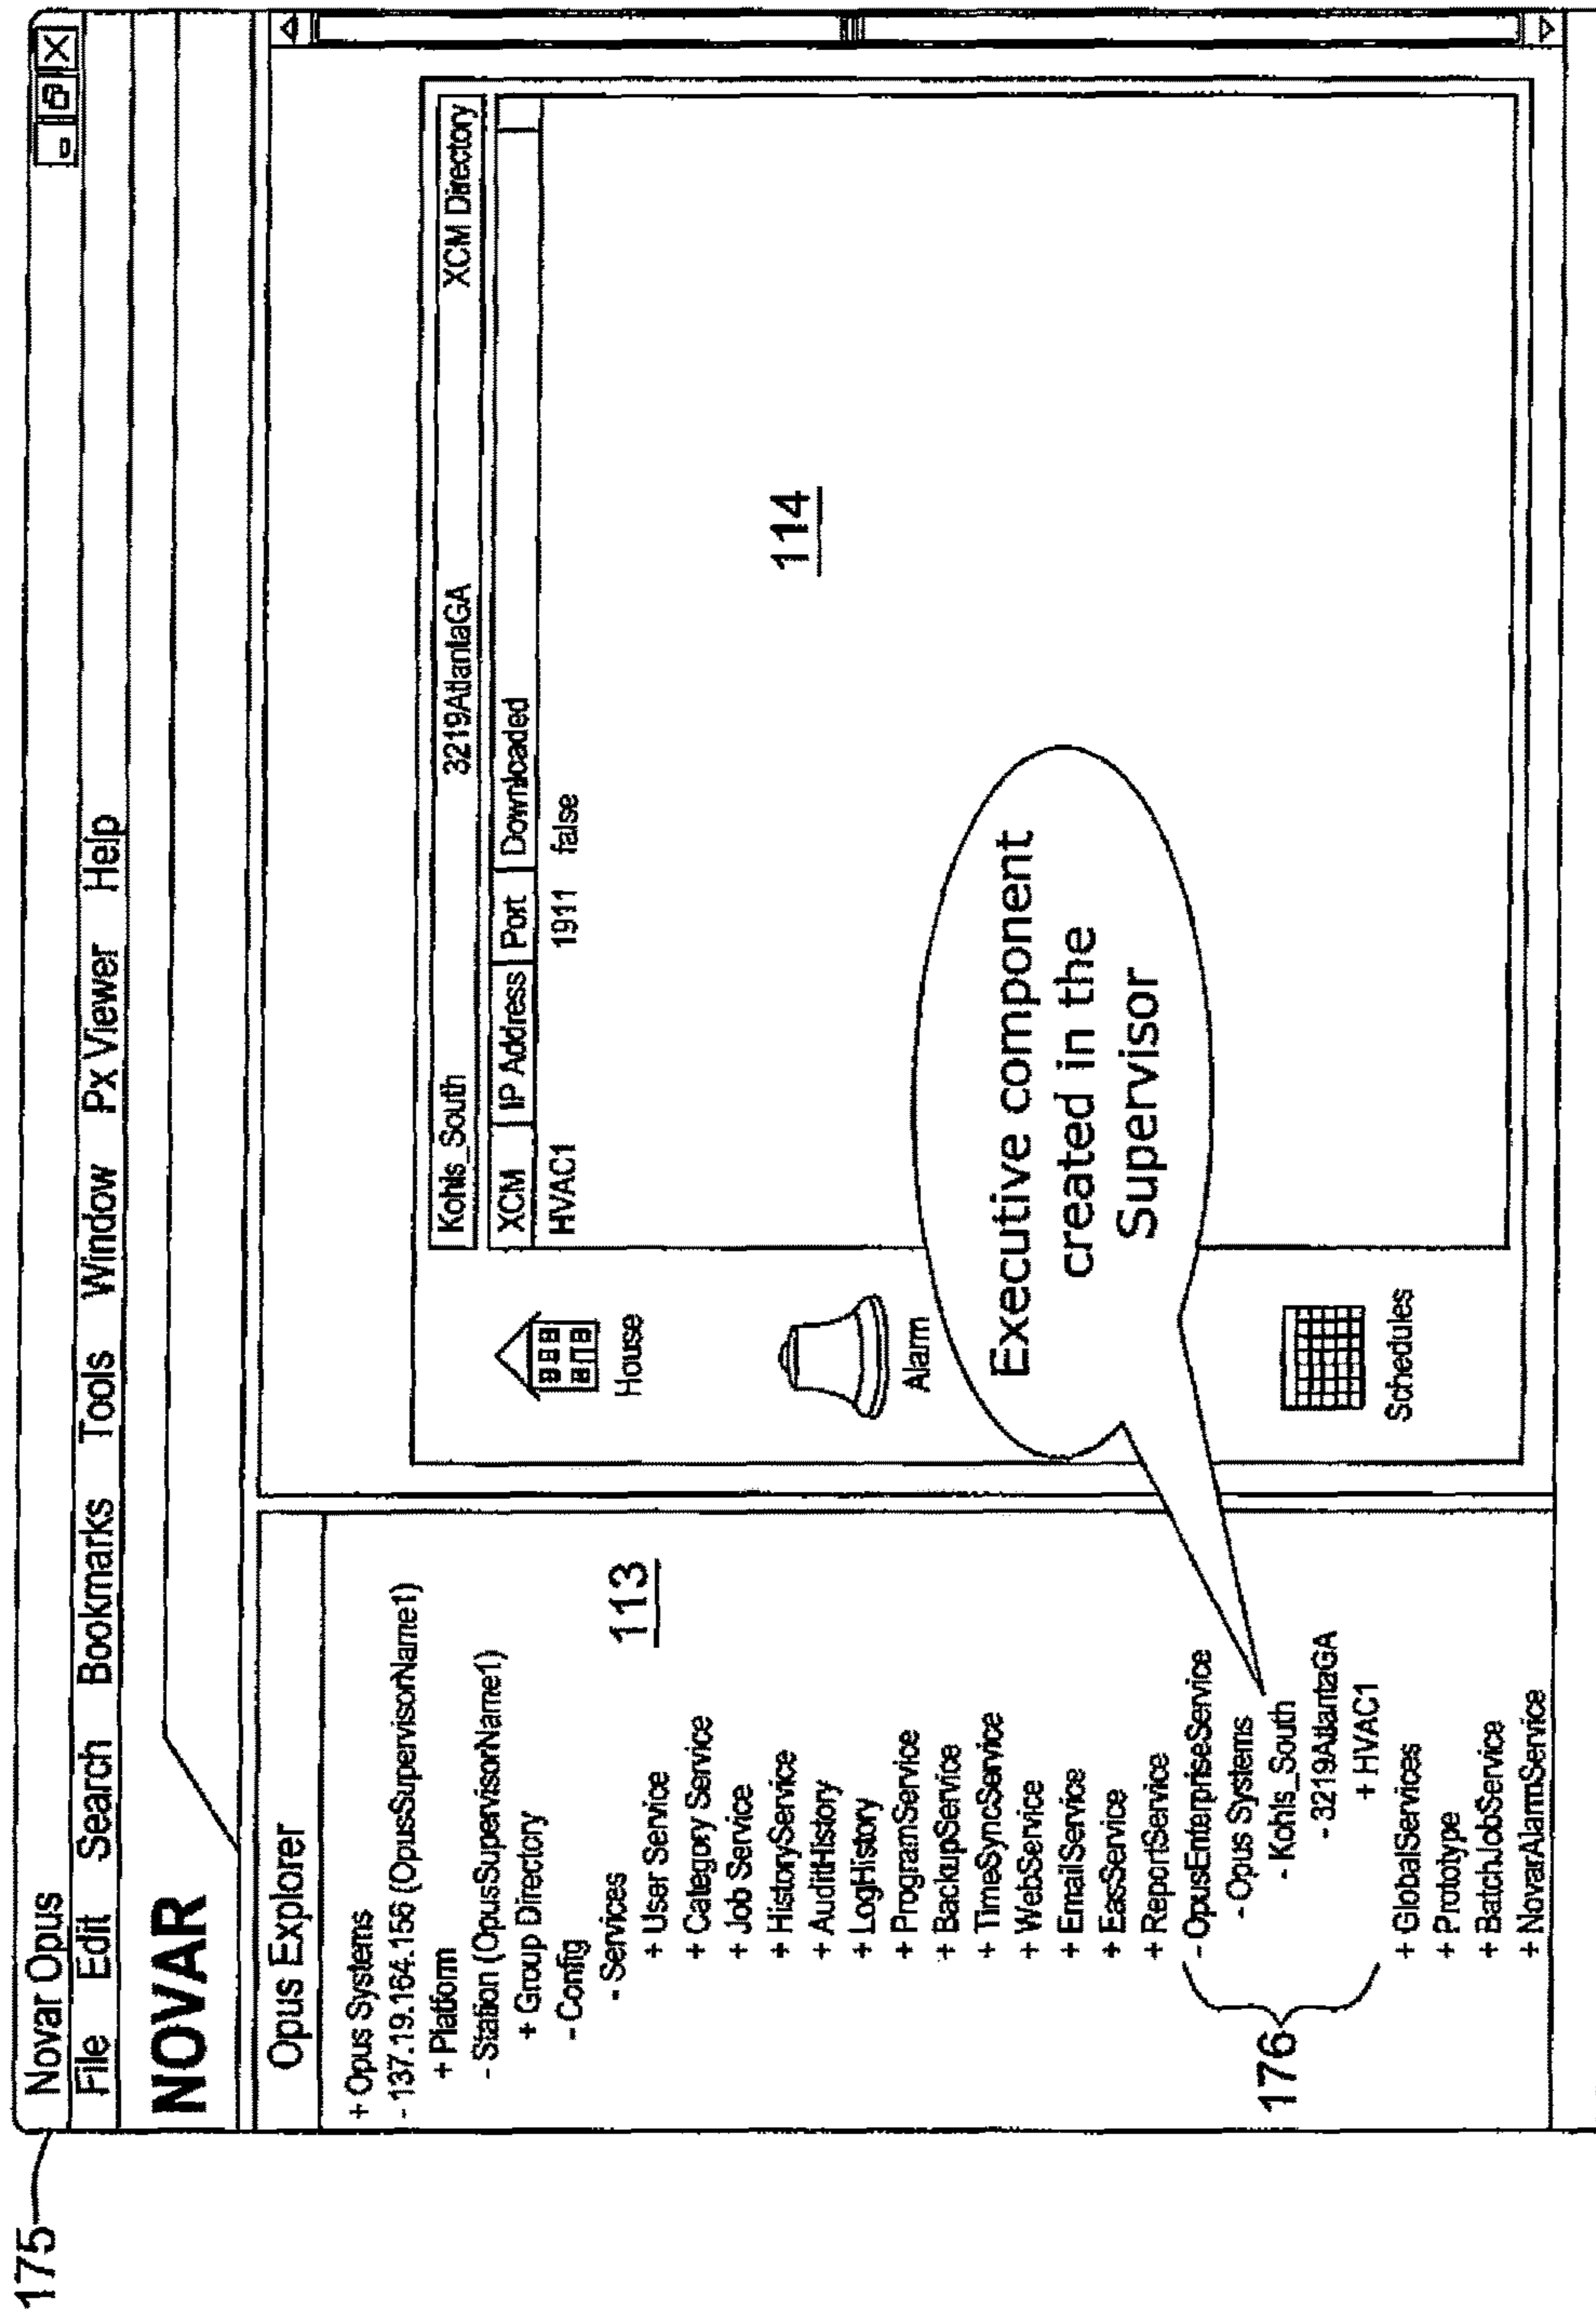 175
Novar Opus
File Edit Search Bookmarks Tools Window Px Viewer Help
NOVAR
Opus Explorer
+ Opus Systems
- 137.19.164.156 (OpusSupervisorName1)
+ Platform
- Station (OpusSupervisorName1)
+ Group Directory
- Config
- Services
113
+ User Service
+ Category Service
+ Job Service
+ HistoryService
+ AuditHistory
+ LogHistory
+ ProgramService
+ BackupService
+ TimeSyncService
+ WebService
+ EmailService
+ EasService
+ ReportService
- OpusEnterpriseService
- Opus Systems
- Kohls_South
- 3219AtlantaGA
+ HVAC1
176
+ GlobalServices
+ Prototype
+ BatchJobService
+ NovarAlarmService
House
Alarm
Schedules
Kohls_South 3219AtlantaGA XCM Directory
XCM IP Address Port Downloaded
HVAC1 1911 false
114
Executive component
created in the
Supervisor